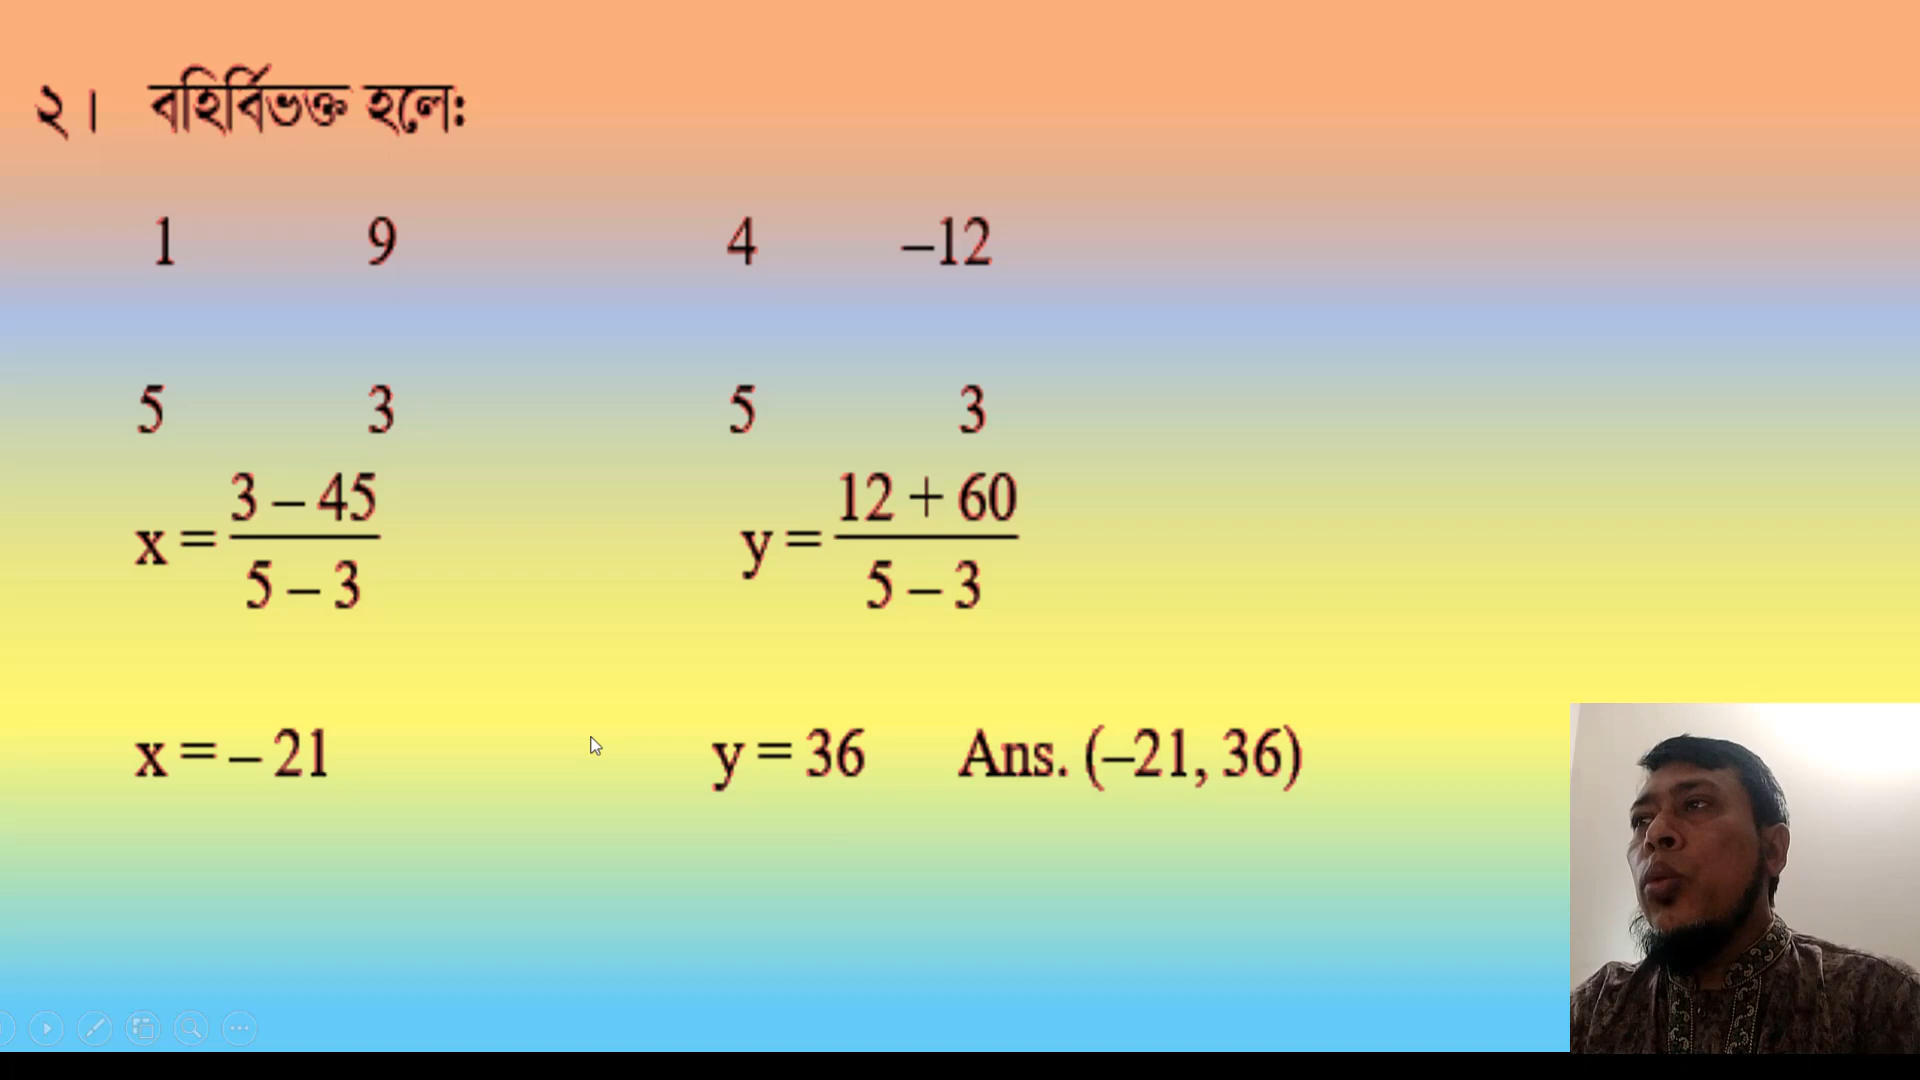 ২। বহির্বিভক্ত হলেঃ
1 9 4 –12
5 3 5 3
x = (3 – 45)/(5 – 3) y = (12 + 60)/(5 – 3)
x = – 21 y = 36 Ans. (–21, 36)